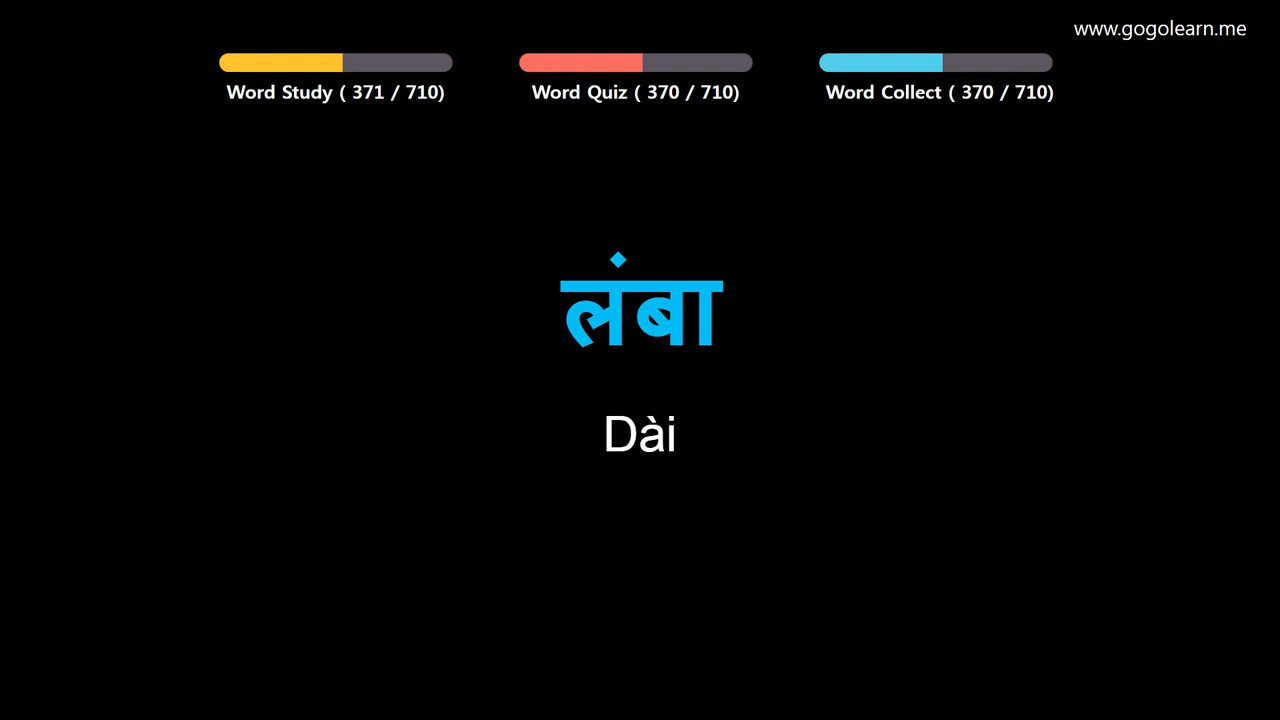 www.gogolearn.me
Word Study ( 371 / 710)
Word Quiz ( 370 / 710)
Word Collect ( 370 / 710)
लंबा
Dài